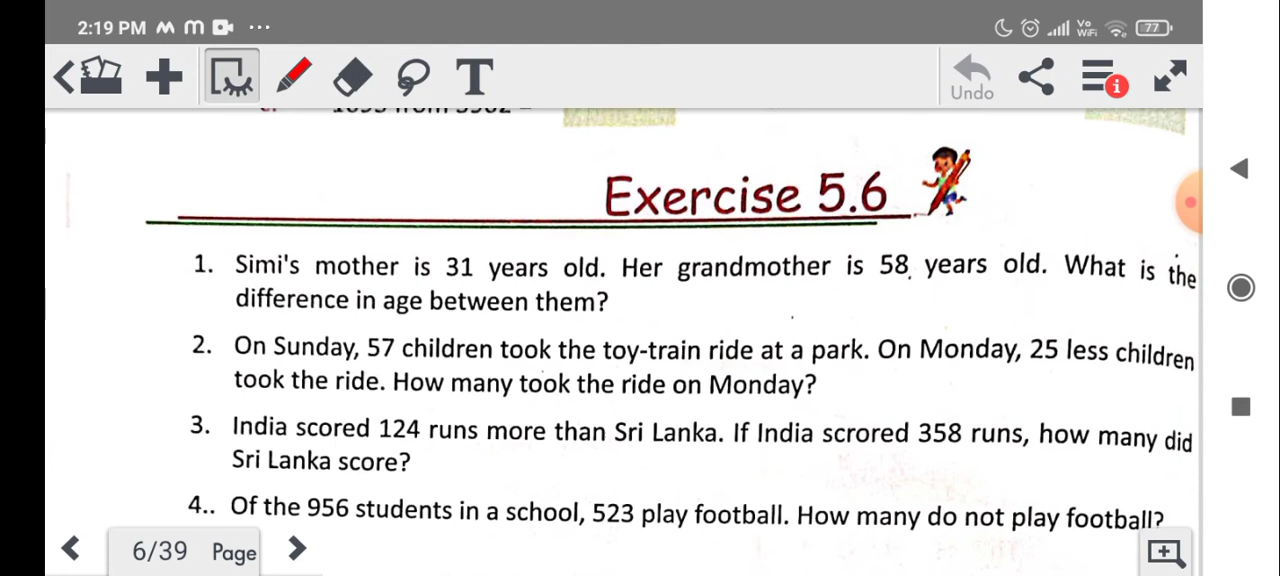 2:19 PM
Vo WiFi 77
T
Undo
Exercise 5.6
1. Simi's mother is 31 years old. Her grandmother is 58 years old. What is the
difference in age between them?
2. On Sunday, 57 children took the toy-train ride at a park. On Monday, 25 less children
took the ride. How many took the ride on Monday?
3. India scored 124 runs more than Sri Lanka. If India scrored 358 runs, how many did
Sri Lanka score?
4.. Of the 956 students in a school, 523 play football. How many do not play football?
6/39 Page